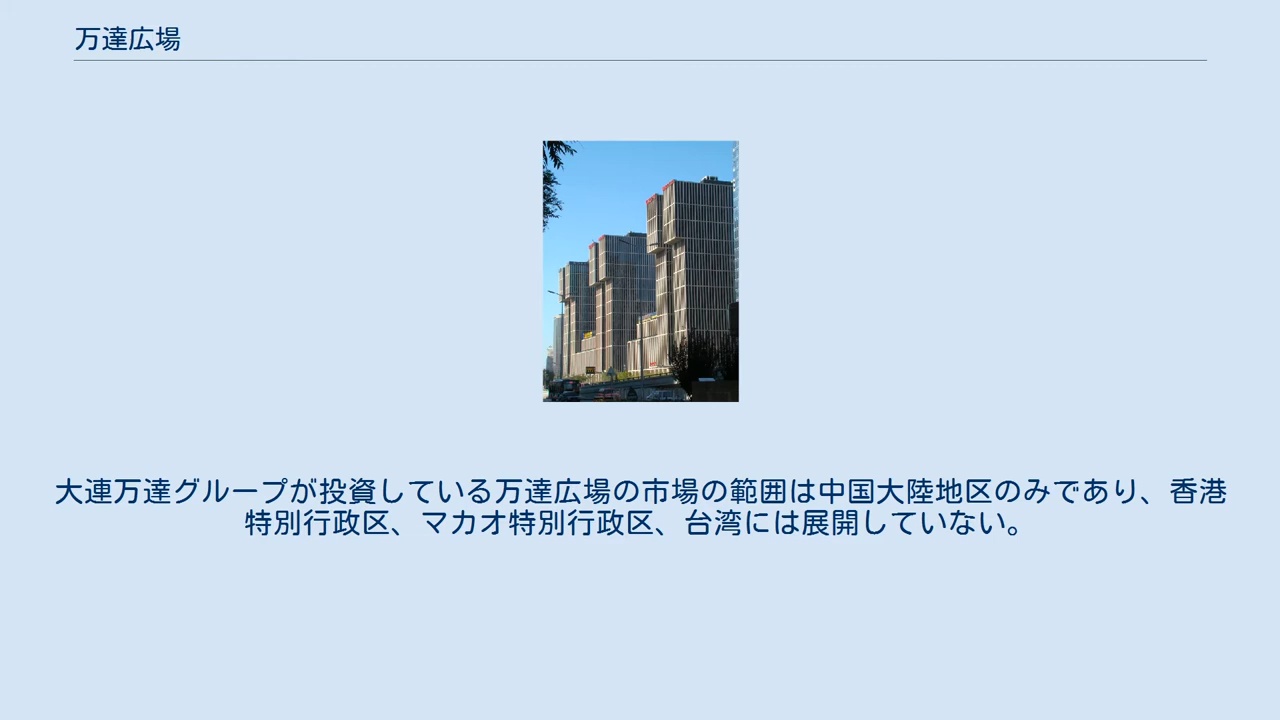 万達広場
大連万達グループが投資している万達広場の市場の範囲は中国大陸地区のみであり、香港
特別行政区、マカオ特別行政区、台湾には展開していない。